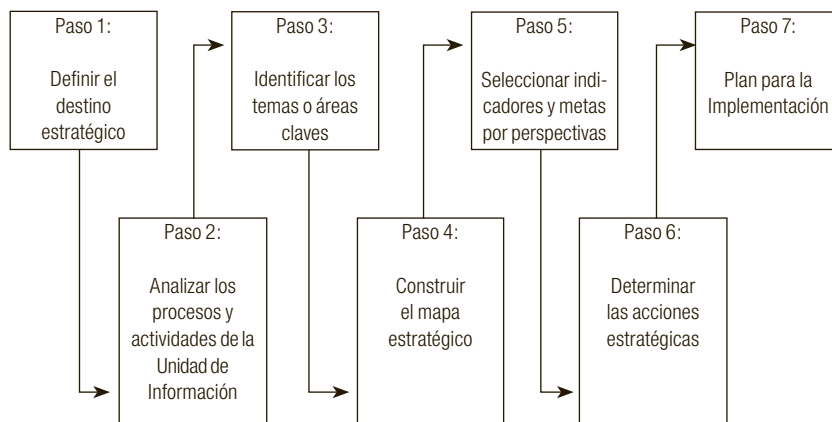 Paso 1:
Definir el
destino
estratégico
Paso 2:
Analizar los
procesos y
actividades de la
Unidad de
Información
Paso 3:
Identificar los
temas o áreas
claves
Paso 4:
Construir
el mapa
estratégico
Paso 5:
Seleccionar indi-
cadores y metas
por perspectivas
Paso 6:
Determinar
las acciones
estratégicas
Paso 7:
Plan para la
Implementación